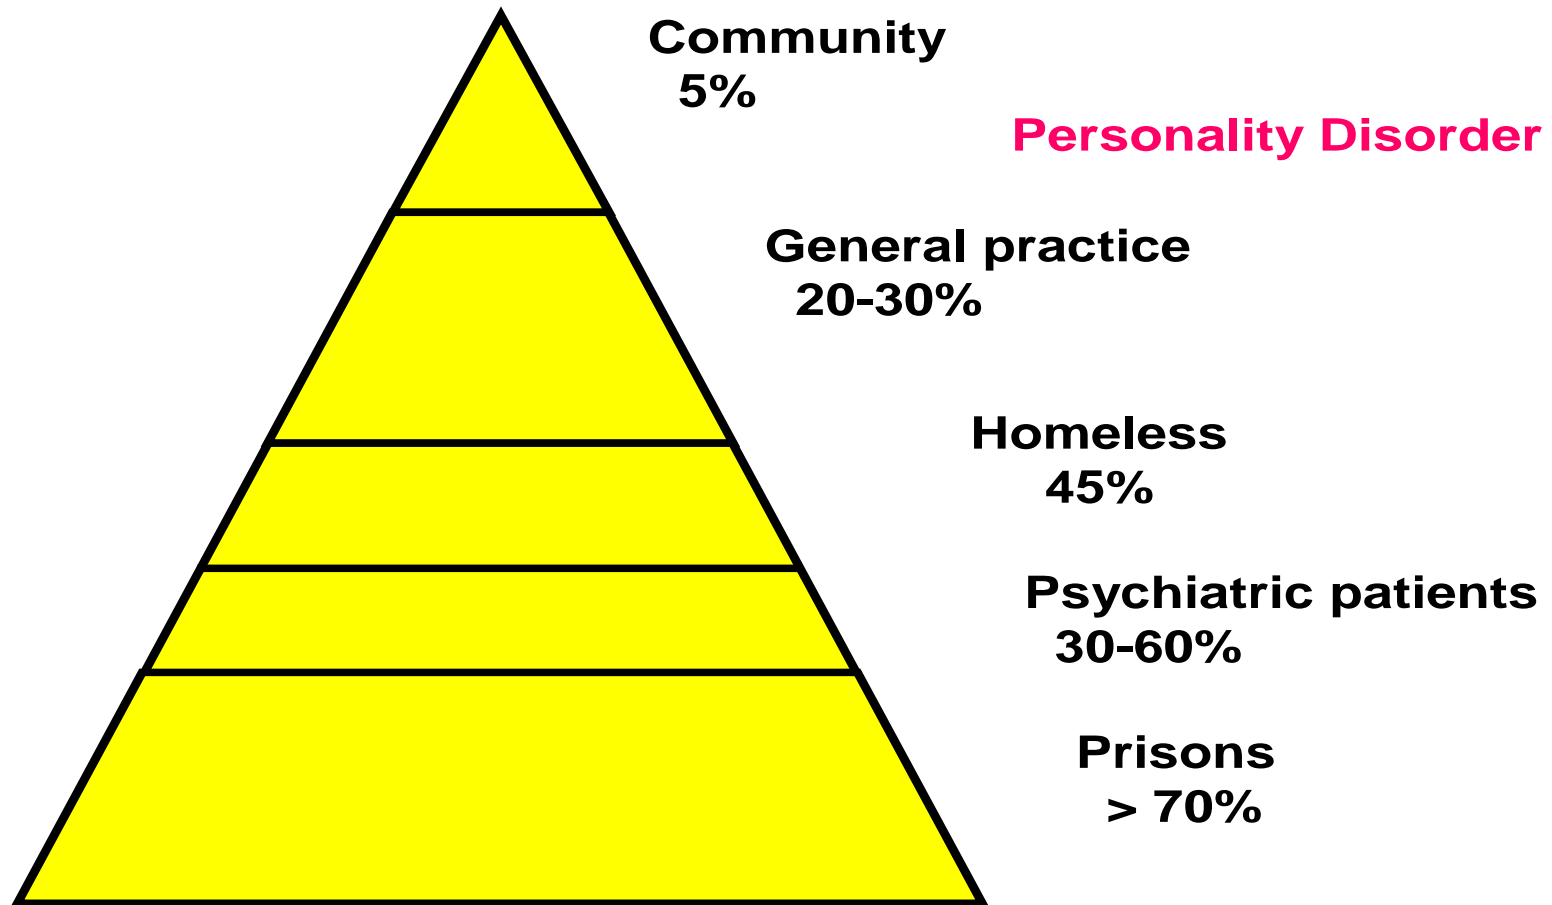 Community
5%
Personality Disorder
General practice
20-30%
Homeless
45%
Psychiatric patients
30-60%
Prisons
> 70%